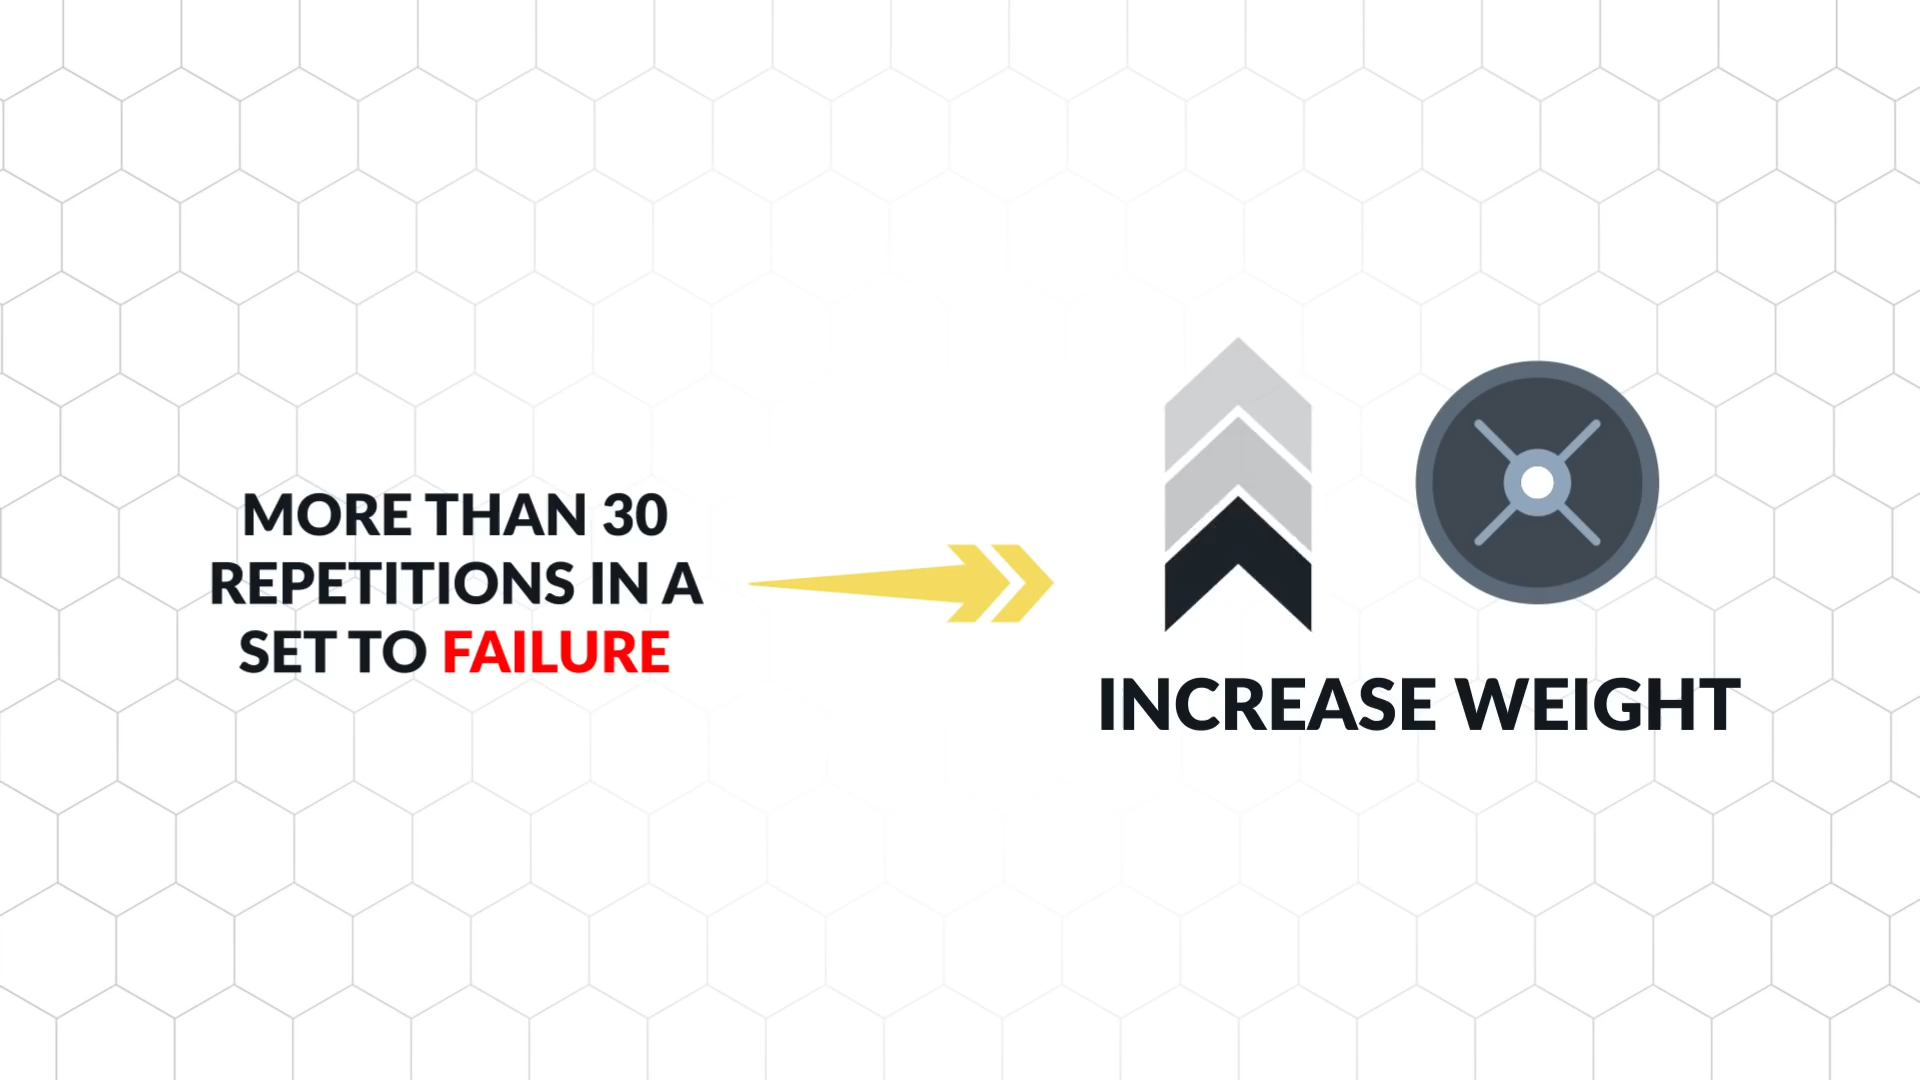 MORE THAN 30
REPETITIONS IN A
SET TO FAILURE
INCREASE WEIGHT